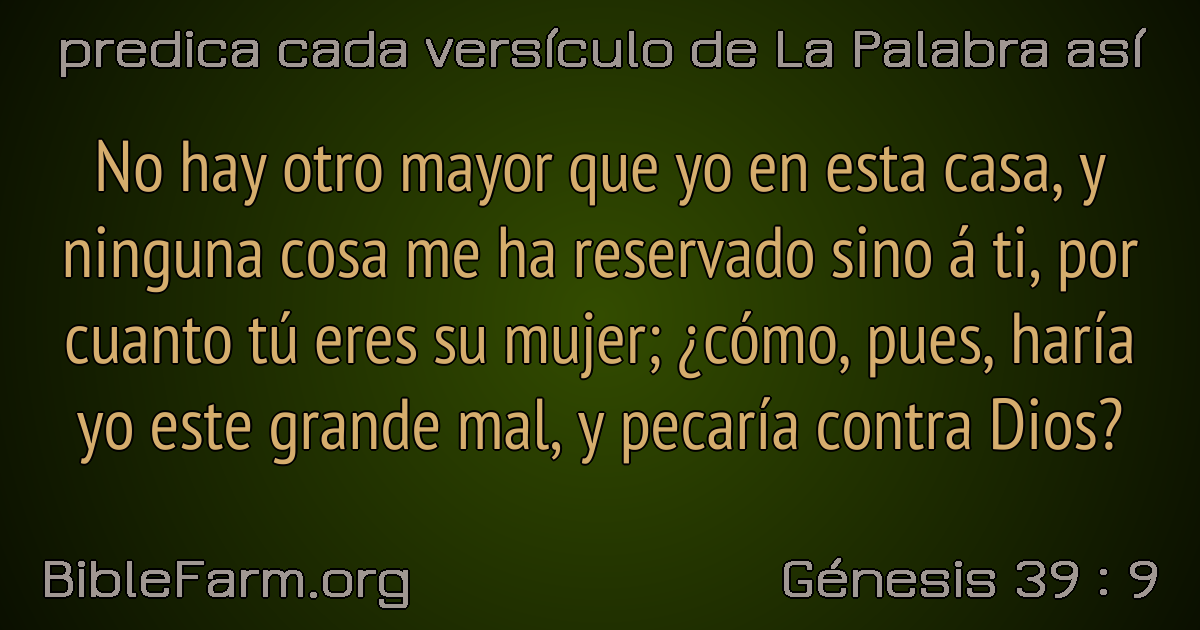 predica cada versículo de La Palabra así
No hay otro mayor que yo en esta casa, y
ninguna cosa me ha reservado sino á ti, por
cuanto tú eres su mujer; ¿cómo, pues, haría
yo este grande mal, y pecaría contra Dios?
BibleFarm.org
Génesis 39 : 9